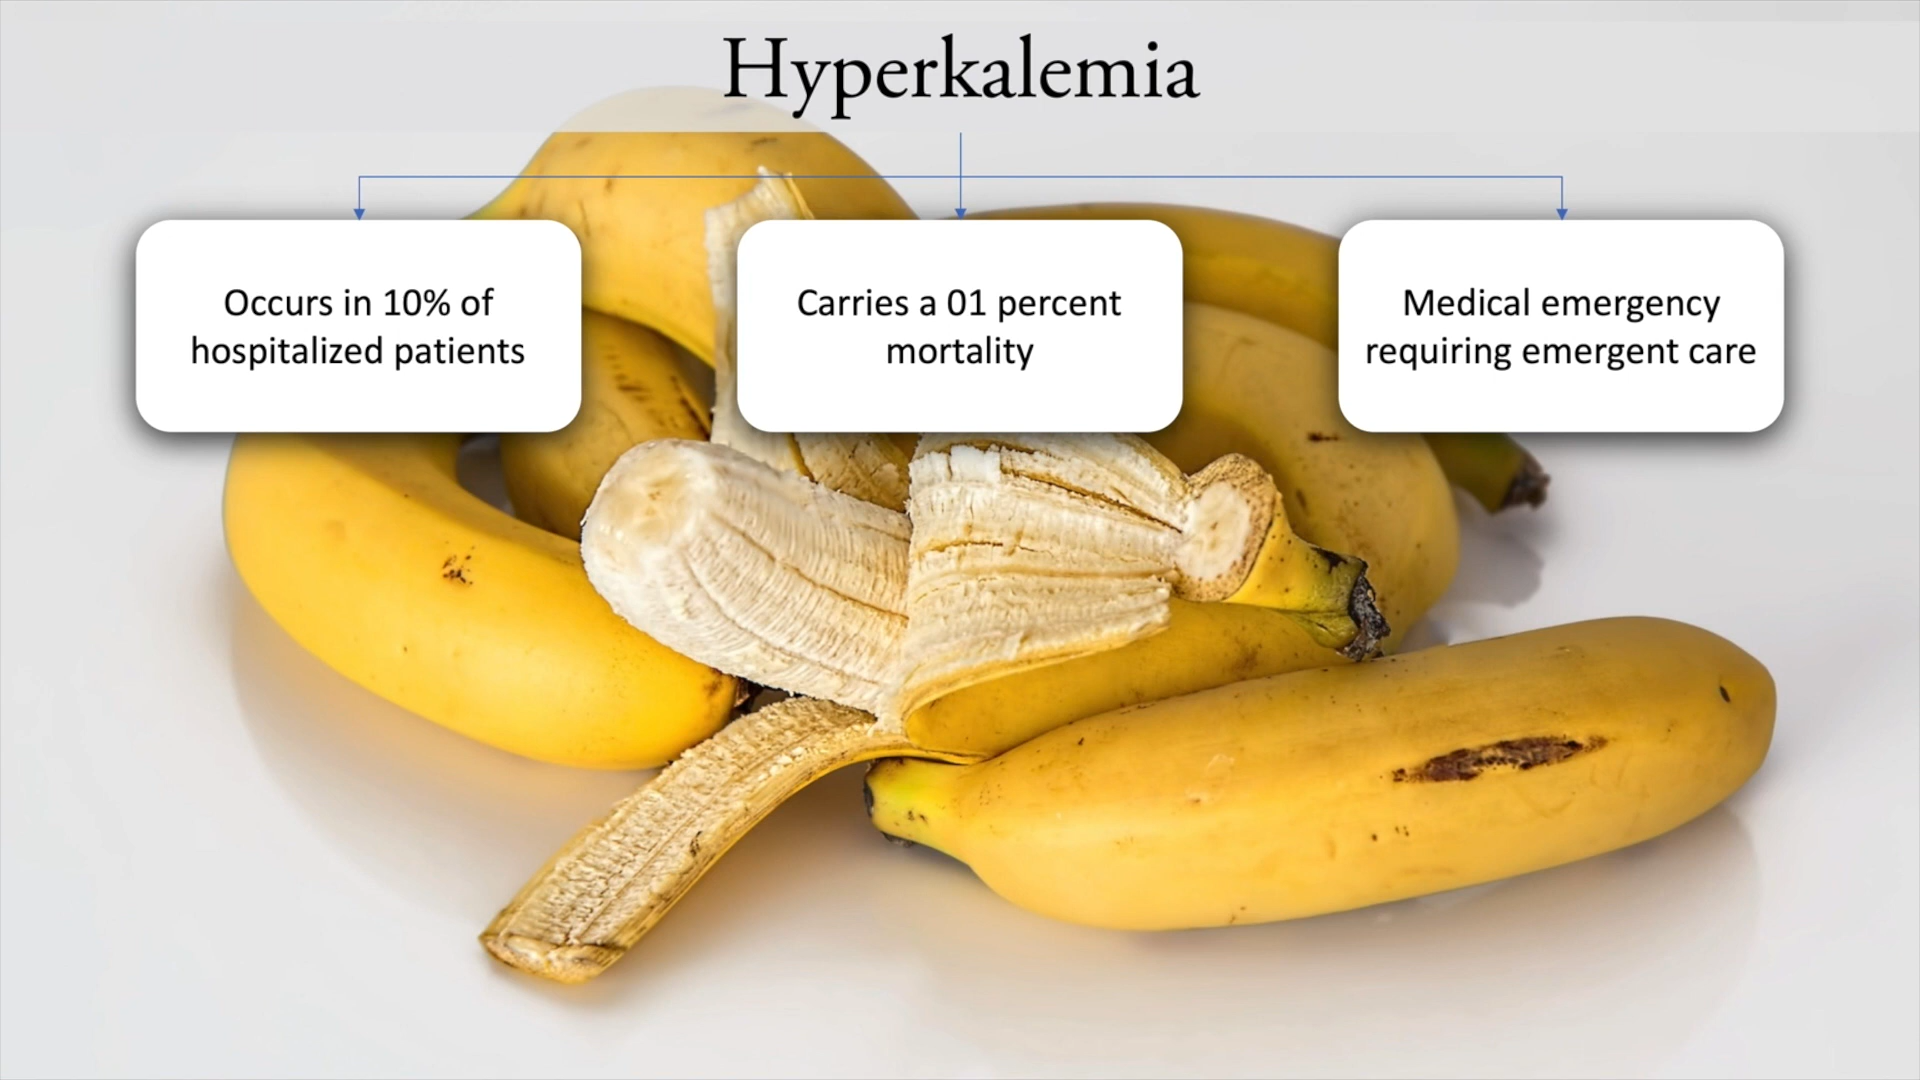 Hyperkalemia
Occurs in 10% of
hospitalized patients
Carries a 01 percent
mortality
Medical emergency
requiring emergent care